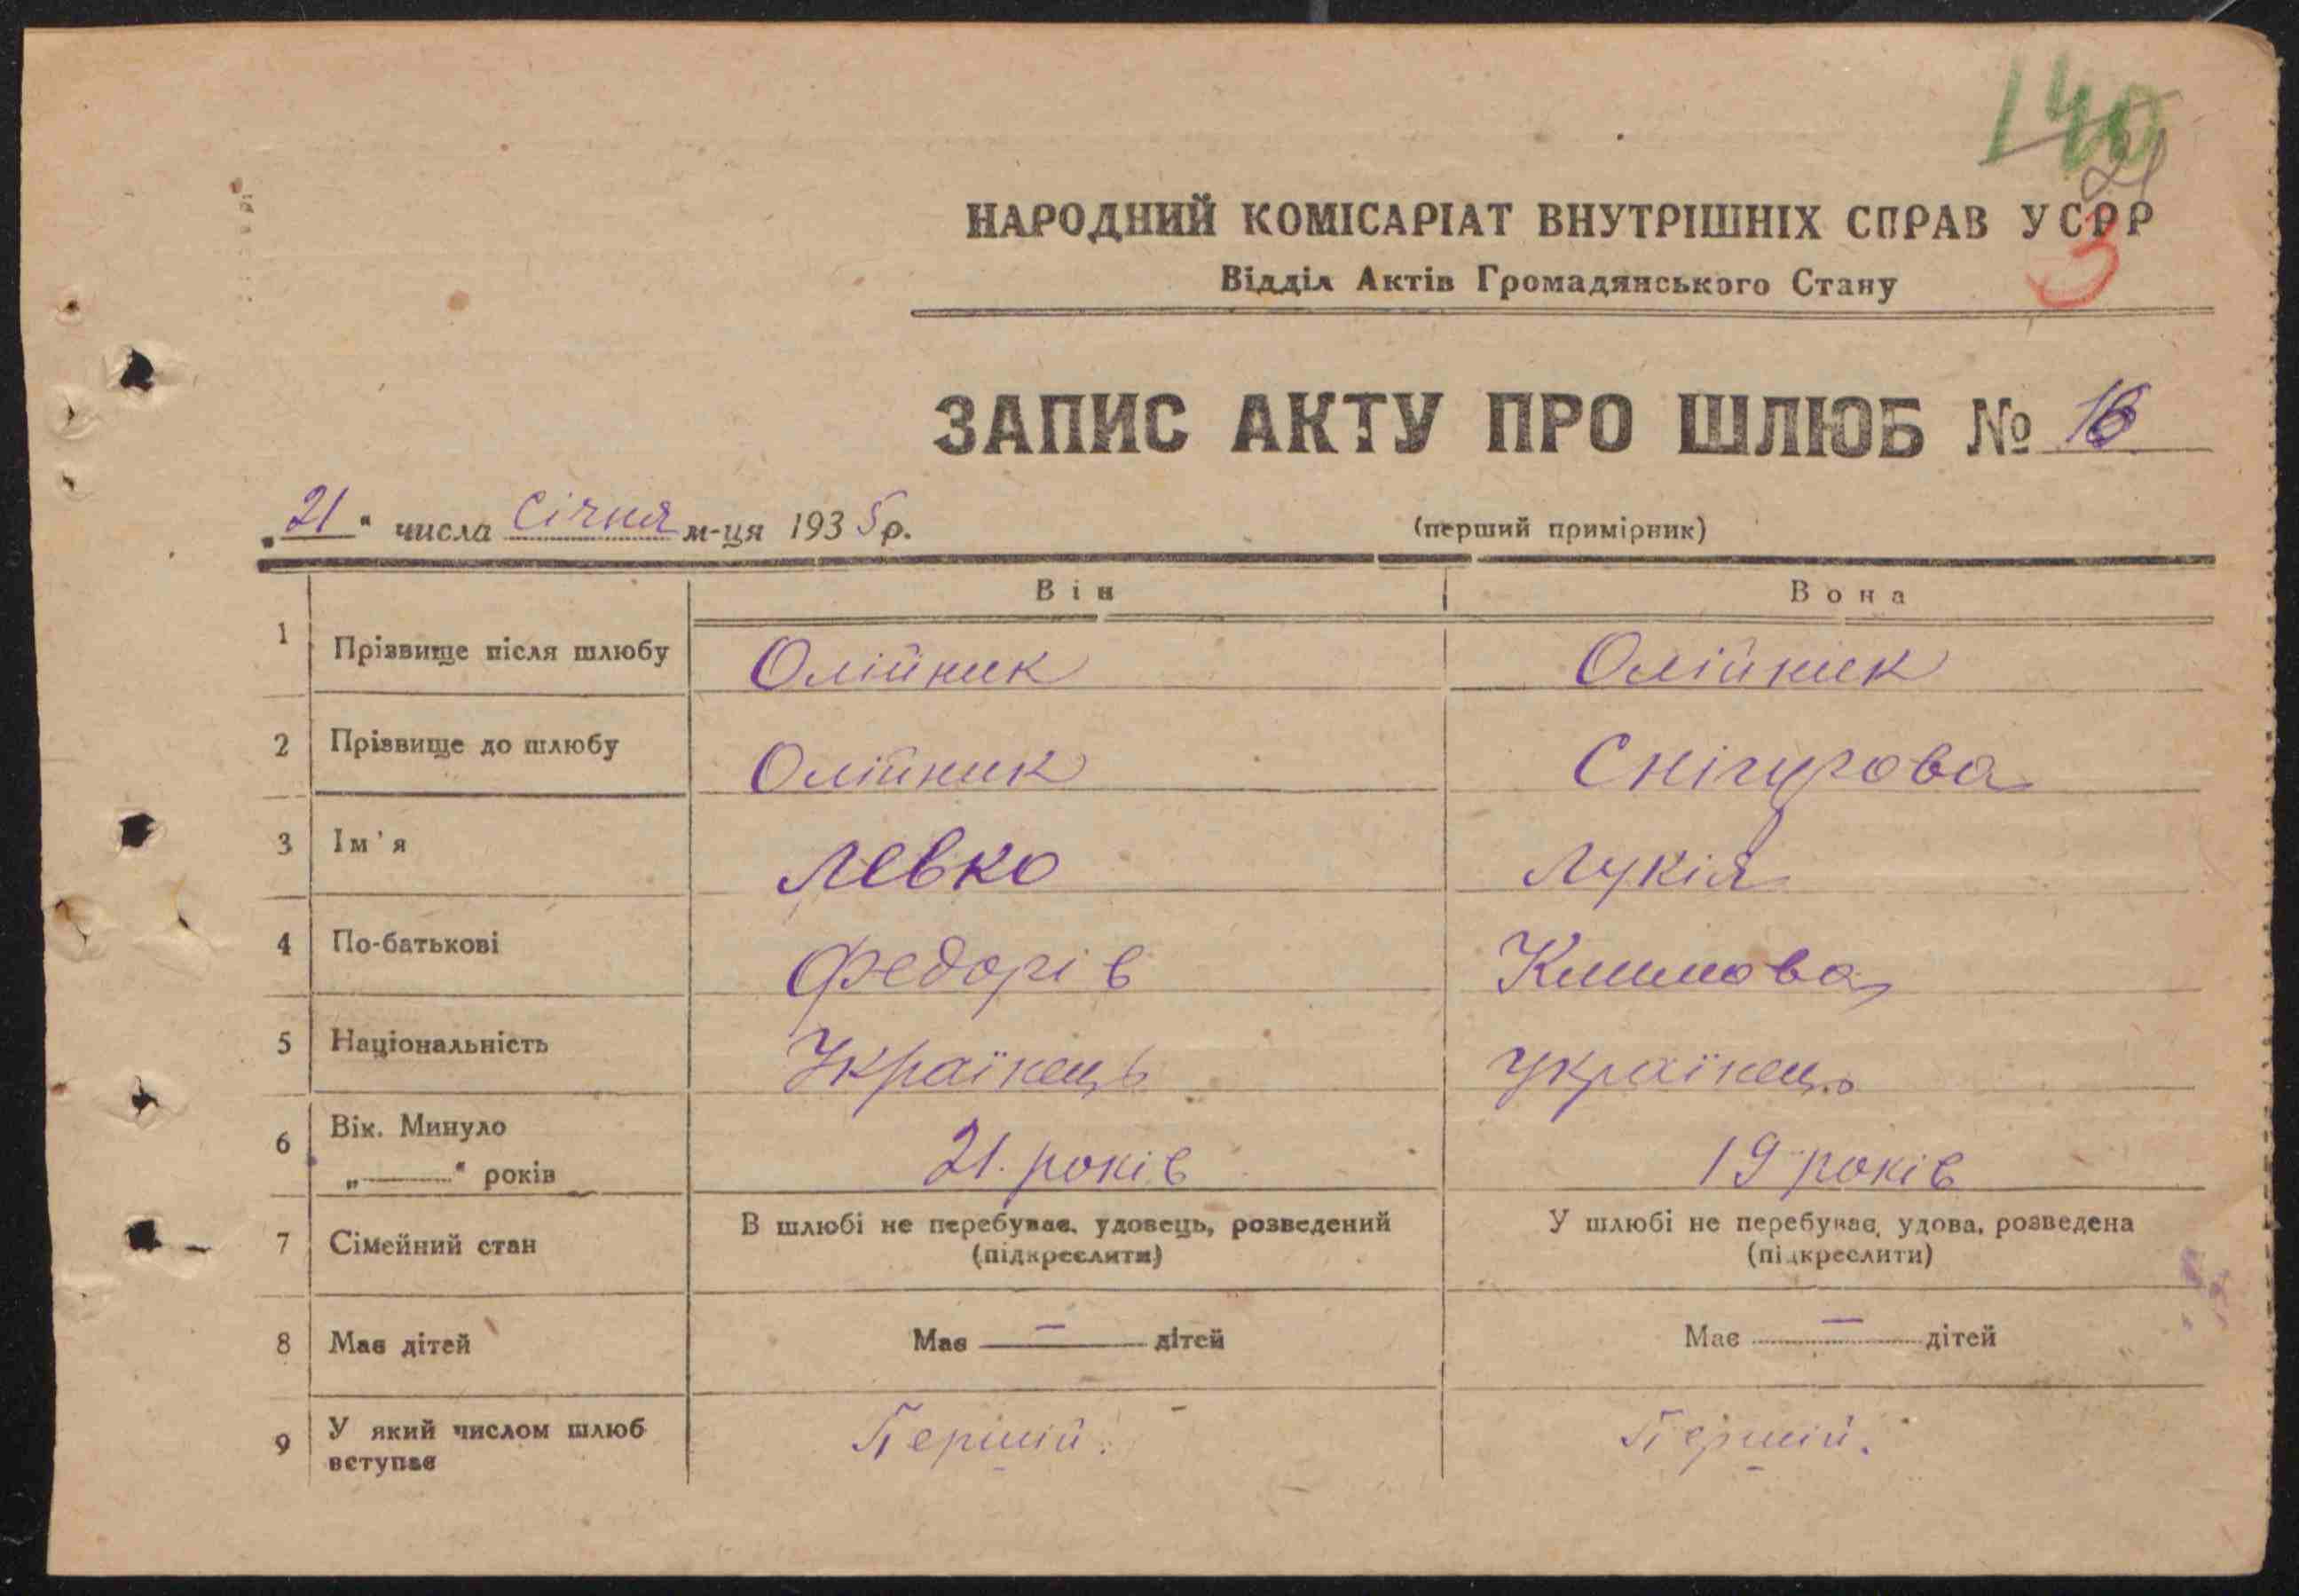 140
21
НАРОДНИЙ КОМІСАРІАТ ВНУТРІШНІХ СПРАВ УСРР
3
Відділ Актів Громадянського Стану
ЗАПИС АКТУ ПРО ШЛЮБ № 16
„21“ числа Січня м-ця 1935 р.
(перший примірник)
Він Вона
1 Прізвище після шлюбу Олійник Олійник
2 Прізвище до шлюбу Олійник Снігурова
3 Ім'я Левко Лукія
4 По-батькові Федорів Климова
5 Національність Українець Українець
6 Вік. Минуло
„——“ років 21. років 19 років
7 Сімейний стан В шлюбі не перебуває, удовець, розведений (підкреслити) У шлюбі не перебуває, удова, розведена (підкреслити)
8 Має дітей Має — дітей Має — дітей
9 У який числом шлюб вступає Першій. Першій.